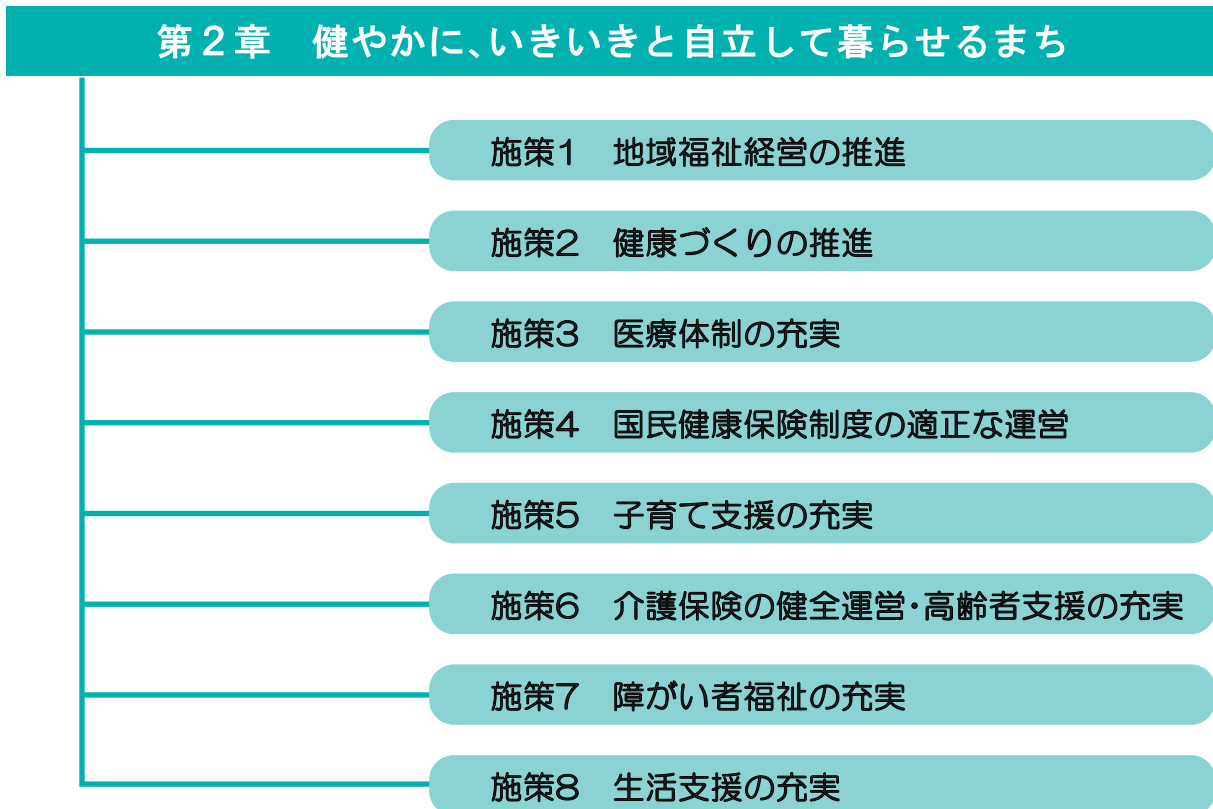 第２章　健やかに、いきいきと自立して暮らせるまち
施策1　地域福祉経営の推進
施策2　健康づくりの推進
施策3　医療体制の充実
施策4　国民健康保険制度の適正な運営
施策5　子育て支援の充実
施策6　介護保険の健全運営・高齢者支援の充実
施策7　障がい者福祉の充実
施策8　生活支援の充実